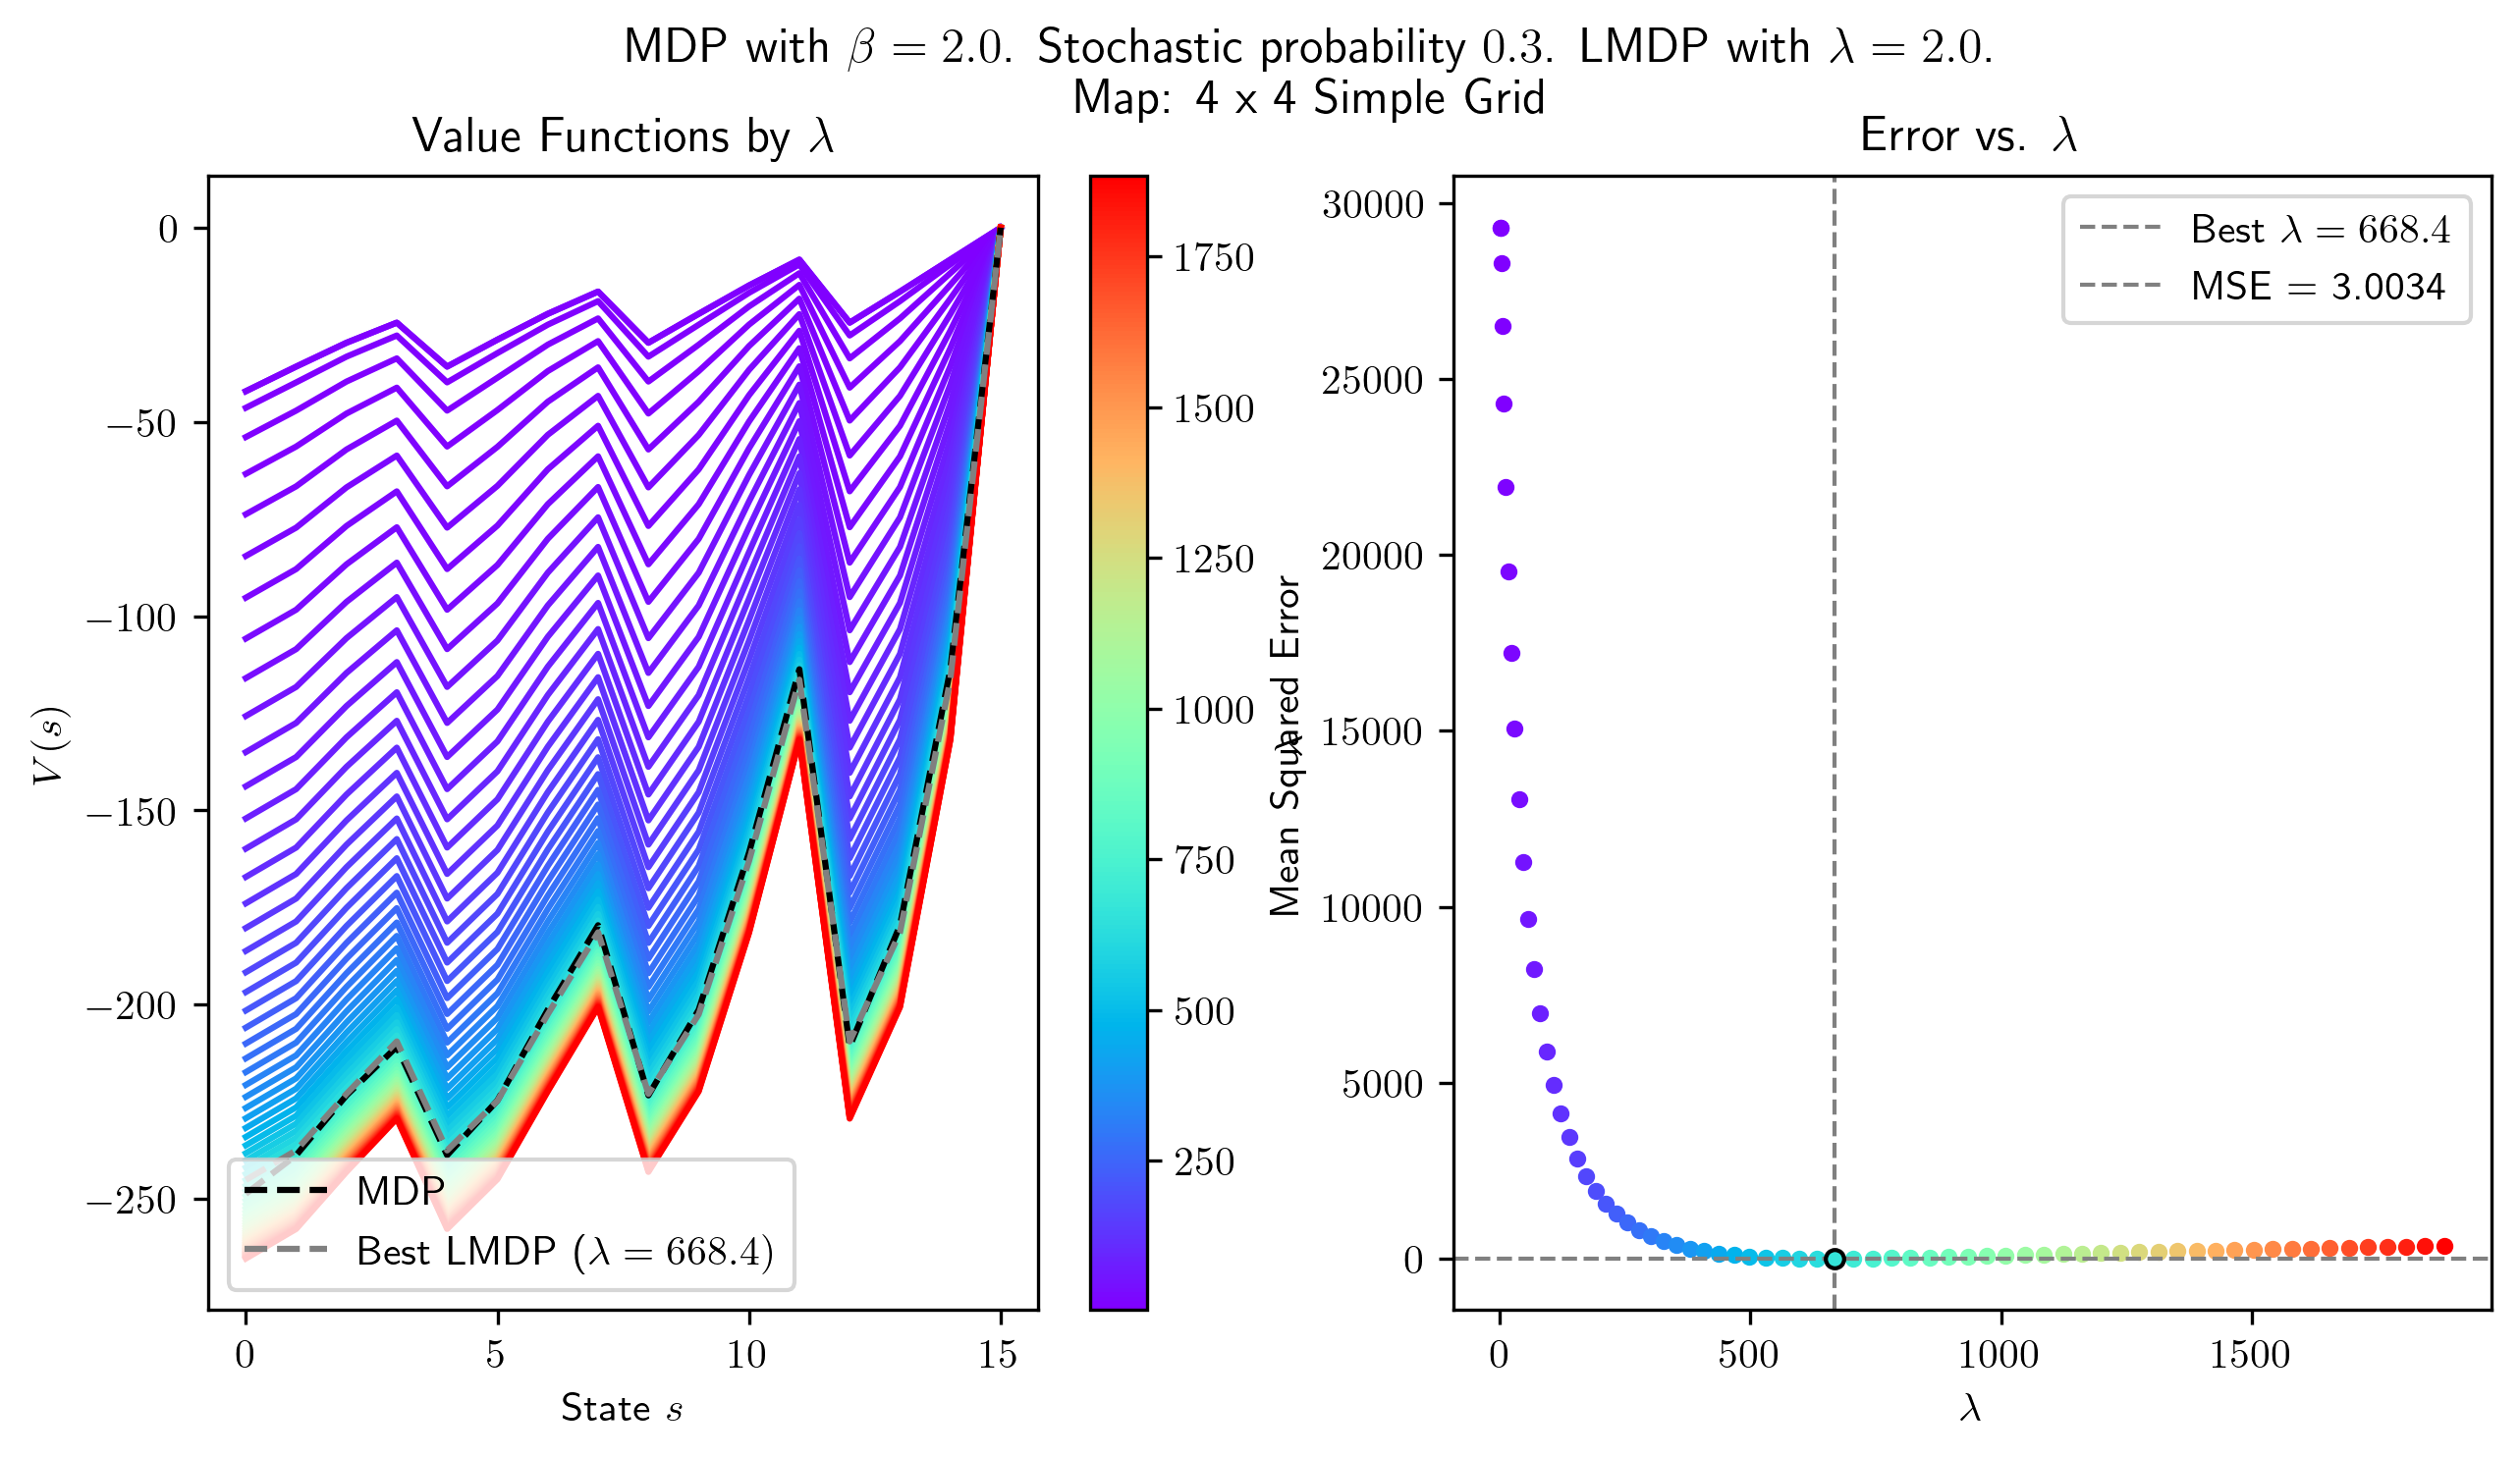 MDP with β = 2.0. Stochastic probability 0.3. LMDP with λ = 2.0.
Map: 4 x 4 Simple Grid
Value Functions by λ
V(s)
0
−50
−100
−150
−200
−250
MDP
Best LMDP (λ = 668.4)
0 5 10 15
State s
1750
1500
1250
1000
750
500
250
λ
Error vs. λ
Mean Squared Error
30000
25000
20000
15000
10000
5000
0
Best λ = 668.4
MSE = 3.0034
0 500 1000 1500
λ